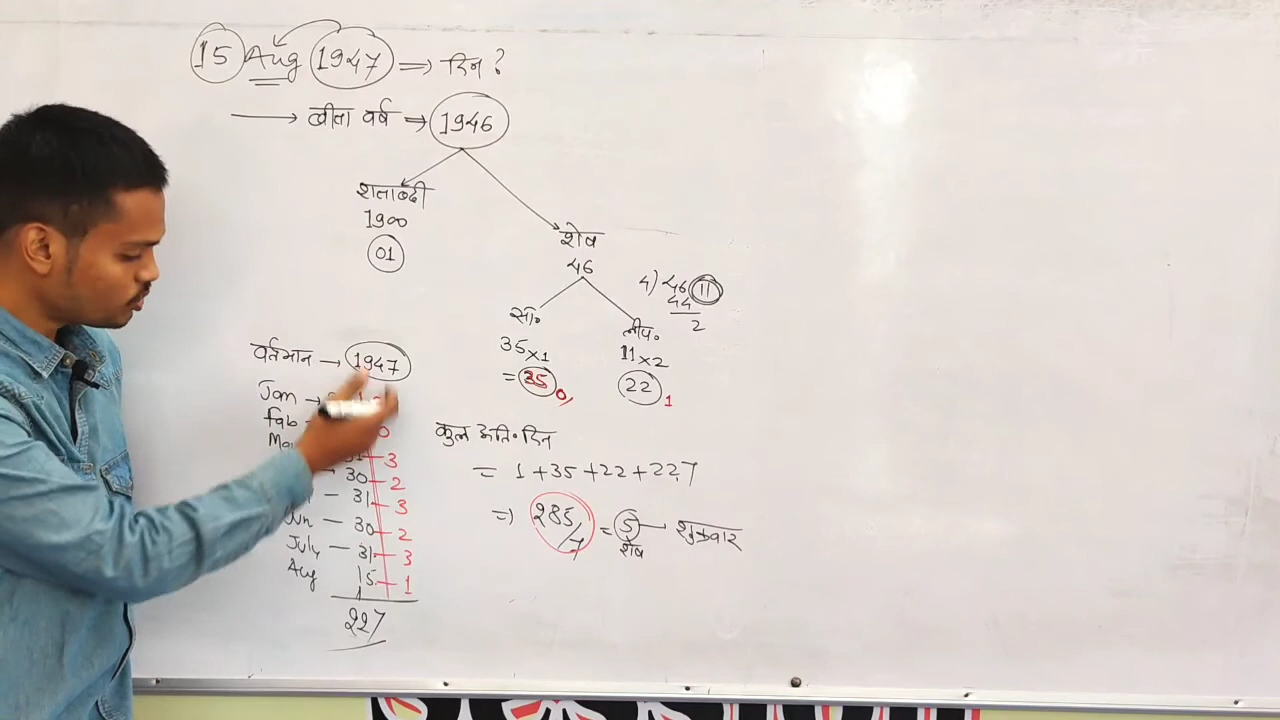 15 Aug 1947 ⇒ दिन ?
→ बीता वर्ष ⇒ 1946
शताब्दी
1900
01
शेष
46
4) 46 11
44
2
सा०
35×1
= 35 0
लीप०
11×2
22 1
वर्तमान → 1947
Jan →
Feb
31 3
30 2
31 3
30 2
July — 31 3
Aug 15 1
227
कुल अति० दिन
= 1+35+22+227
⇒ 285/7 = 5 → शुक्रवार
शेष